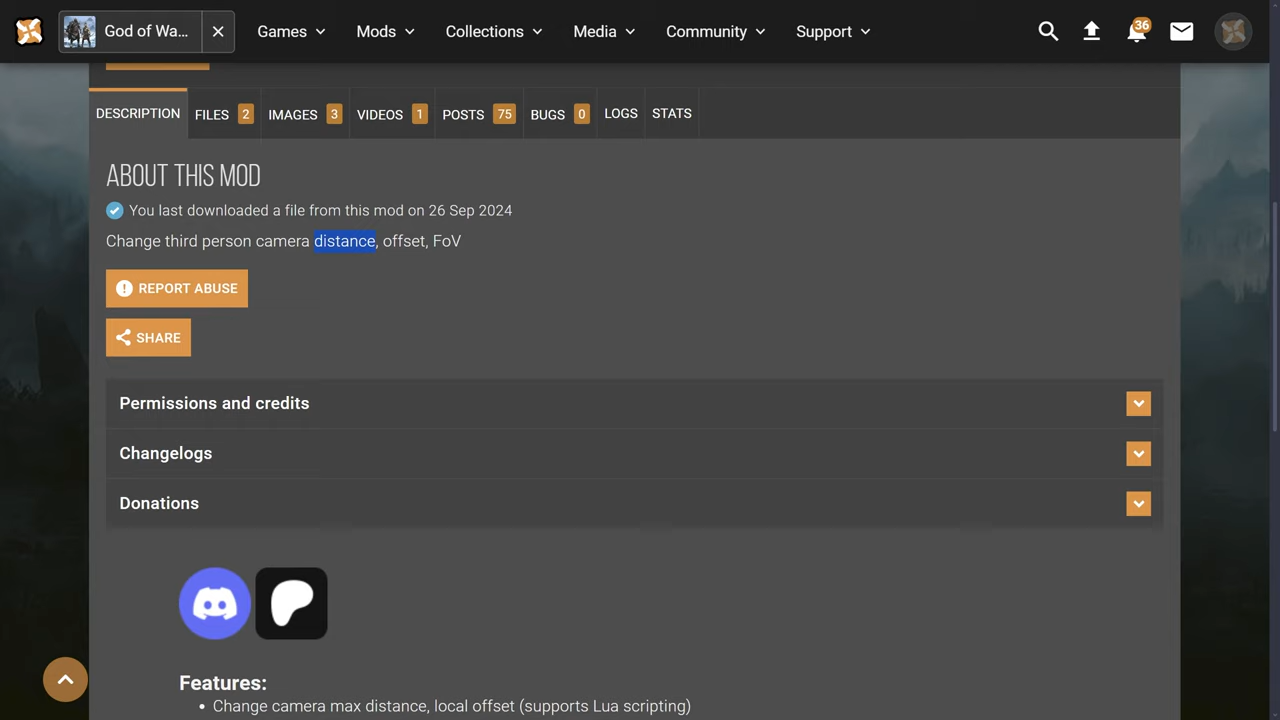 God of Wa...
Games
Mods
Collections
Media
Community
Support
36
DESCRIPTION
FILES 2
IMAGES 3
VIDEOS 1
POSTS 75
BUGS 0
LOGS
STATS
ABOUT THIS MOD
You last downloaded a file from this mod on 26 Sep 2024
Change third person camera distance, offset, FoV
REPORT ABUSE
SHARE
Permissions and credits
Changelogs
Donations
Features:
• Change camera max distance, local offset (supports Lua scripting)